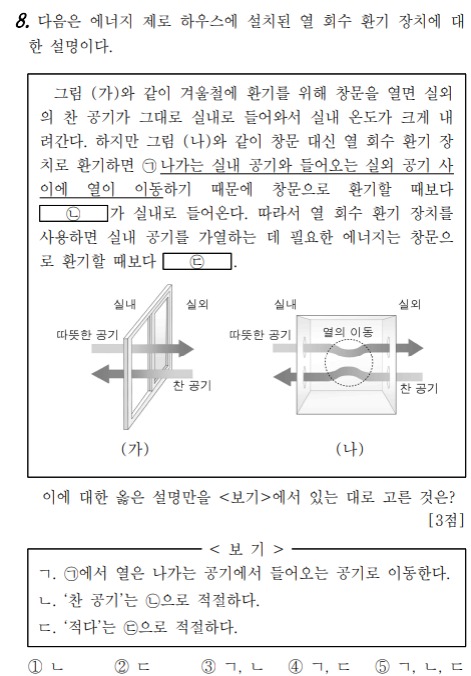 8. 다음은 에너지 제로 하우스에 설치된 열 회수 환기 장치에 대
한 설명이다.
그림 (가)와 같이 겨울철에 환기를 위해 창문을 열면 실외
의 찬 공기가 그대로 실내로 들어와서 실내 온도가 크게 내
려간다. 하지만 그림 (나)와 같이 창문 대신 열 회수 환기 장
치로 환기하면 ㉠나가는 실내 공기와 들어오는 실외 공기 사
이에 열이 이동하기 때문에 창문으로 환기할 때보다
㉡가 실내로 들어온다. 따라서 열 회수 환기 장치를
사용하면 실내 공기를 가열하는 데 필요한 에너지는 창문으
로 환기할 때보다 ㉢.
실내 실외
따뜻한 공기
찬 공기
(가)
실내 실외
따뜻한 공기 열의 이동
찬 공기
(나)
이에 대한 옳은 설명만을 <보기>에서 있는 대로 고른 것은?
[3점]
< 보 기 >
ㄱ. ㉠에서 열은 나가는 공기에서 들어오는 공기로 이동한다.
ㄴ. ‘찬 공기’는 ㉡으로 적절하다.
ㄷ. ‘적다’는 ㉢으로 적절하다.
① ㄴ ② ㄷ ③ ㄱ, ㄴ ④ ㄱ, ㄷ ⑤ ㄱ, ㄴ, ㄷ